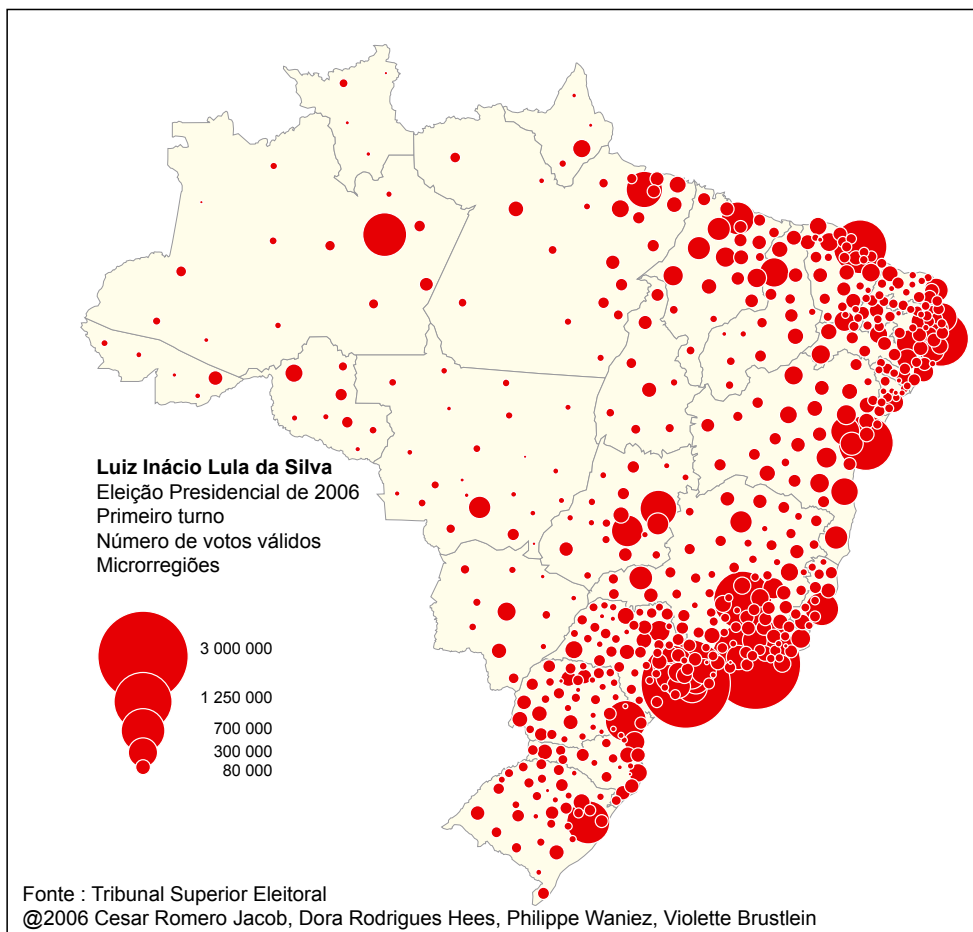 Luiz Inácio Lula da Silva
Eleição Presidencial de 2006
Primeiro turno
Número de votos válidos
Microrregiões
3 000 000
1 250 000
700 000
300 000
80 000
Fonte : Tribunal Superior Eleitoral
@2006 Cesar Romero Jacob, Dora Rodrigues Hees, Philippe Waniez, Violette Brustlein